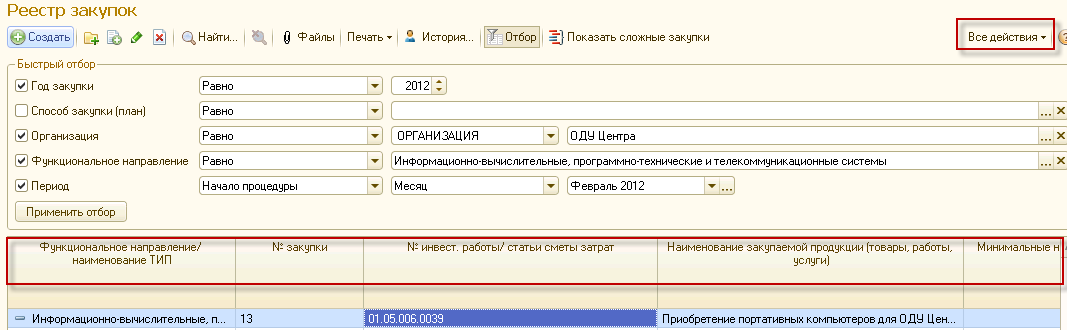 Реестр закупок
Создать Найти... Файлы Печать История... Отбор Показать сложные закупки Все действия
Быстрый отбор
Год закупки Равно 2012
Способ закупки (план) Равно
Организация Равно ОРГАНИЗАЦИЯ ОДУ Центра
Функциональное направление Равно Информационно-вычислительные, программно-технические и телекоммуникационные системы
Период Начало процедуры Месяц Февраль 2012
Применить отбор
Функциональное направление/ № закупки № инвест. работы/ статьи сметы затрат Наименование закупаемой продукции (товары, работы, Минимальные н
наименование ТИП услуги)
Информационно-вычислительные, п... 13 01.05.006.0039 Приобретение портативных компьютеров для ОДУ Цен...